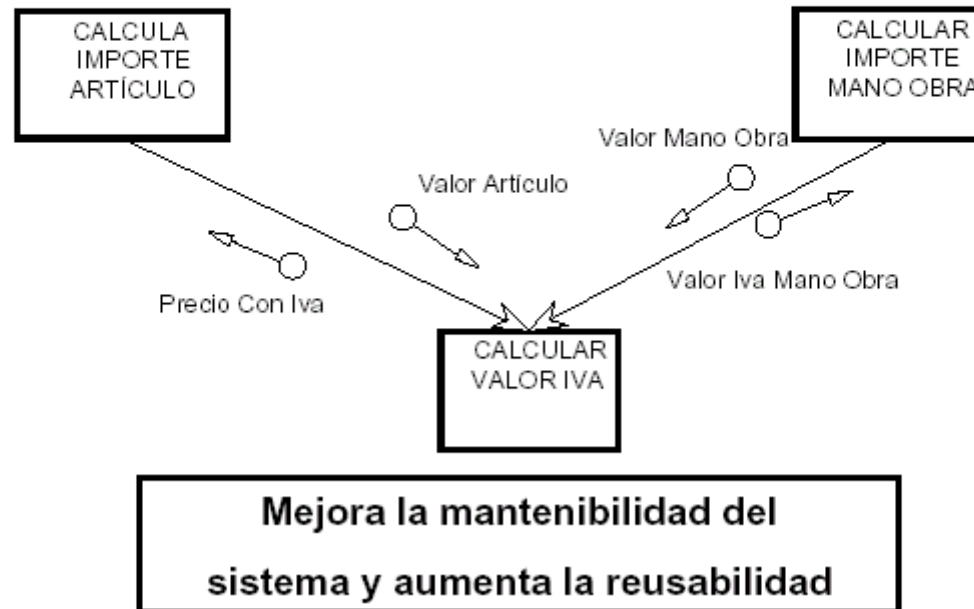 CALCULA
IMPORTE
ARTÍCULO
CALCULAR
IMPORTE
MANO OBRA
Valor Mano Obra
Valor Artículo
Precio Con Iva
Valor Iva Mano Obra
CALCULAR
VALOR IVA
Mejora la mantenibilidad del
sistema y aumenta la reusabilidad